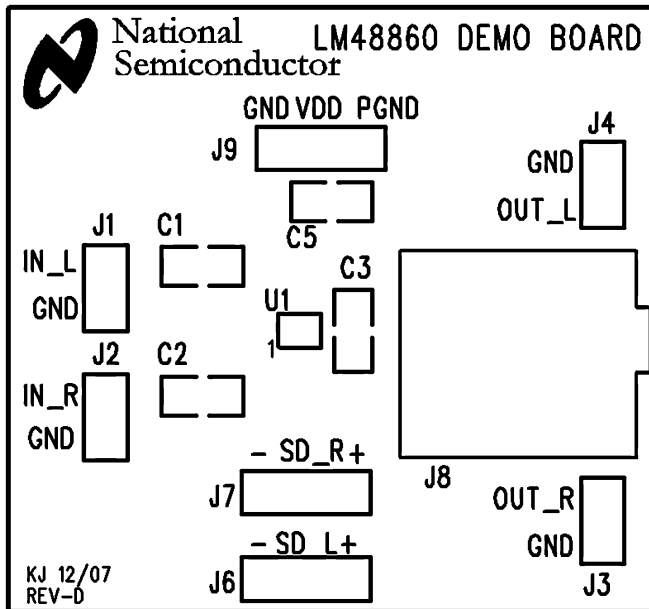 National
Semiconductor
LM48860 DEMO BOARD
GND VDD PGND
J9
J4
GND
OUT_L
C5
J1
C1
IN_L
GND
C3
U1
1
J2
C2
IN_R
GND
- SD_R+
J7
J8
OUT_R
GND
J3
- SD_L+
J6
KJ 12/07
REV-D